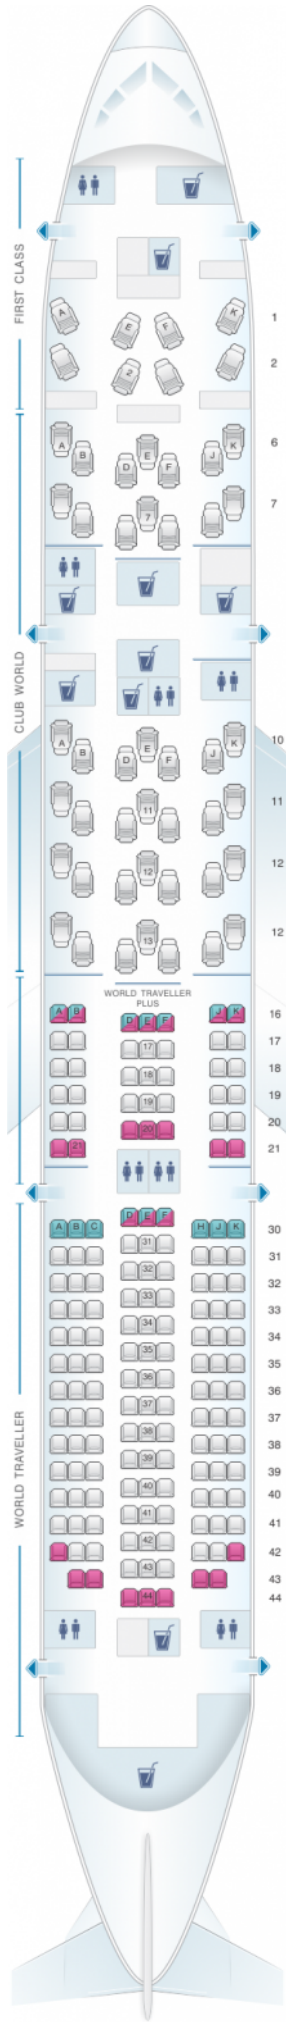 FIRST CLASS
A E F K 1
2 2
CLUB WORLD
A B D E F J K 6
7 7
A B D E F J K 10
11 11
12 12
13 12
WORLD TRAVELLER
PLUS
A B D E F J K 16
17 17
18 18
19 19
20 20
21 21
WORLD TRAVELLER
D E F
A B C H J K 30
31 31
32 32
33 33
34 34
35 35
36 36
37 37
38 38
39 39
40 40
41 41
42 42
43 43
44 44